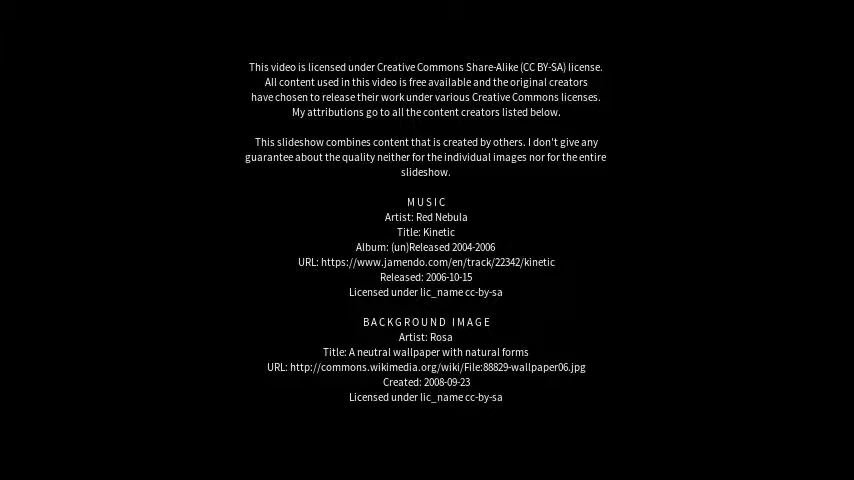 This video is licensed under Creative Commons Share-Alike (CC BY-SA) license.
All content used in this video is free available and the original creators
have chosen to release their work under various Creative Commons licenses.
My attributions go to all the content creators listed below.
This slideshow combines content that is created by others. I don't give any
guarantee about the quality neither for the individual images nor for the entire
slideshow.
MUSIC
Artist: Red Nebula
Title: Kinetic
Album: (un)Released 2004-2006
URL: https://www.jamendo.com/en/track/22342/kinetic
Released: 2006-10-15
Licensed under lic_name cc-by-sa
BACKGROUND IMAGE
Artist: Rosa
Title: A neutral wallpaper with natural forms
URL: http://commons.wikimedia.org/wiki/File:88829-wallpaper06.jpg
Created: 2008-09-23
Licensed under lic_name cc-by-sa